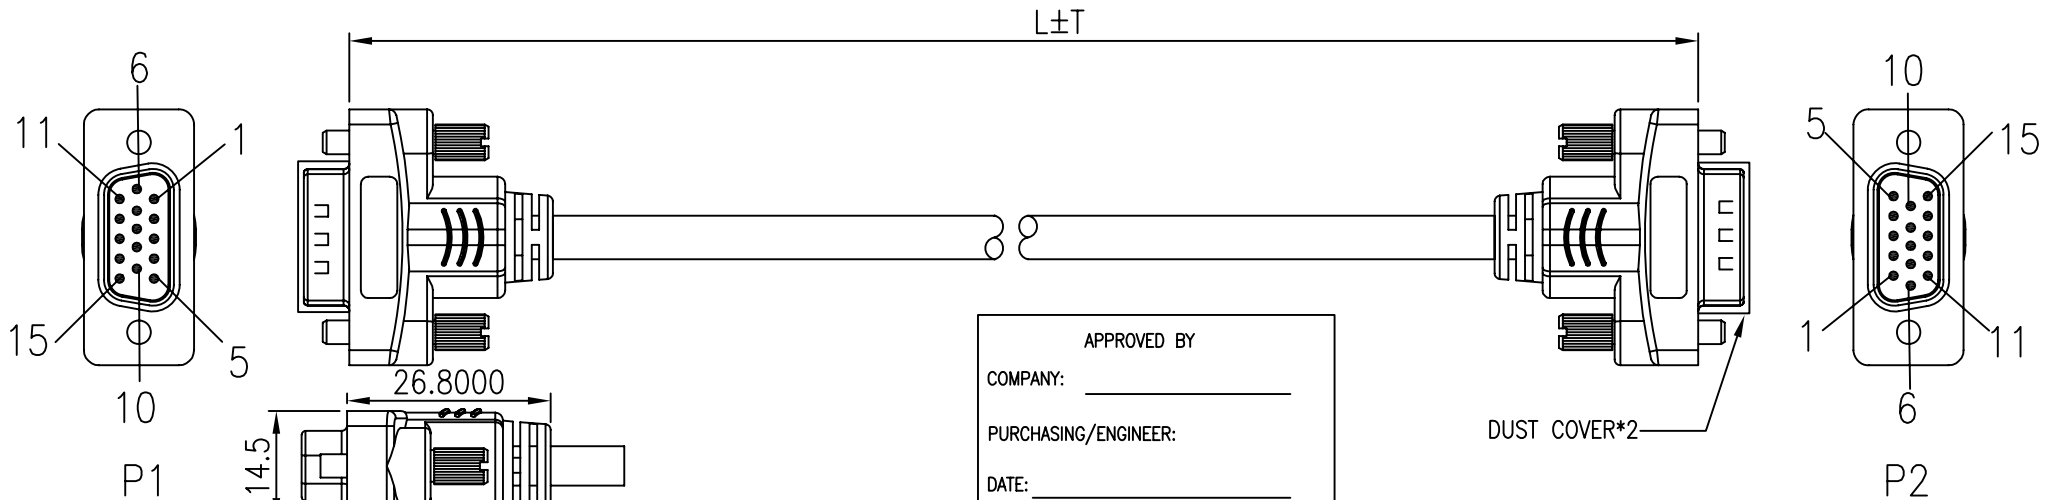 L±T
6
10
11
1
5
15
15
5
1
11
10
6
26.8000
14.5
P1
P2
APPROVED BY
COMPANY:
PURCHASING/ENGINEER:
DATE:
DUST COVER*2